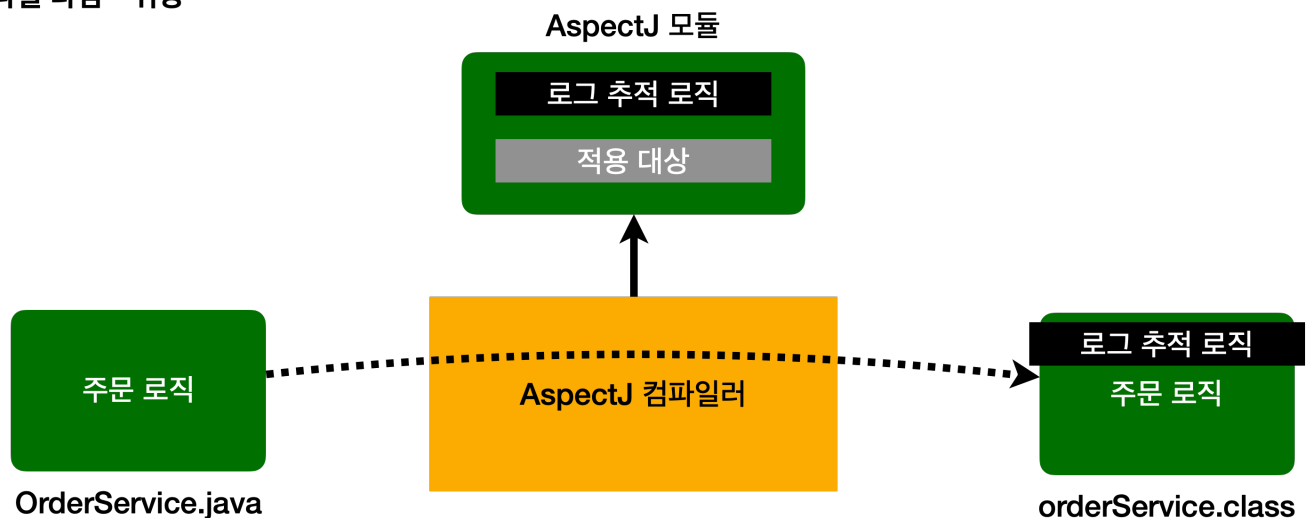 AspectJ 모듈
로그 추적 로직
적용 대상
주문 로직
AspectJ 컴파일러
로그 추적 로직
주문 로직
OrderService.java
orderService.class